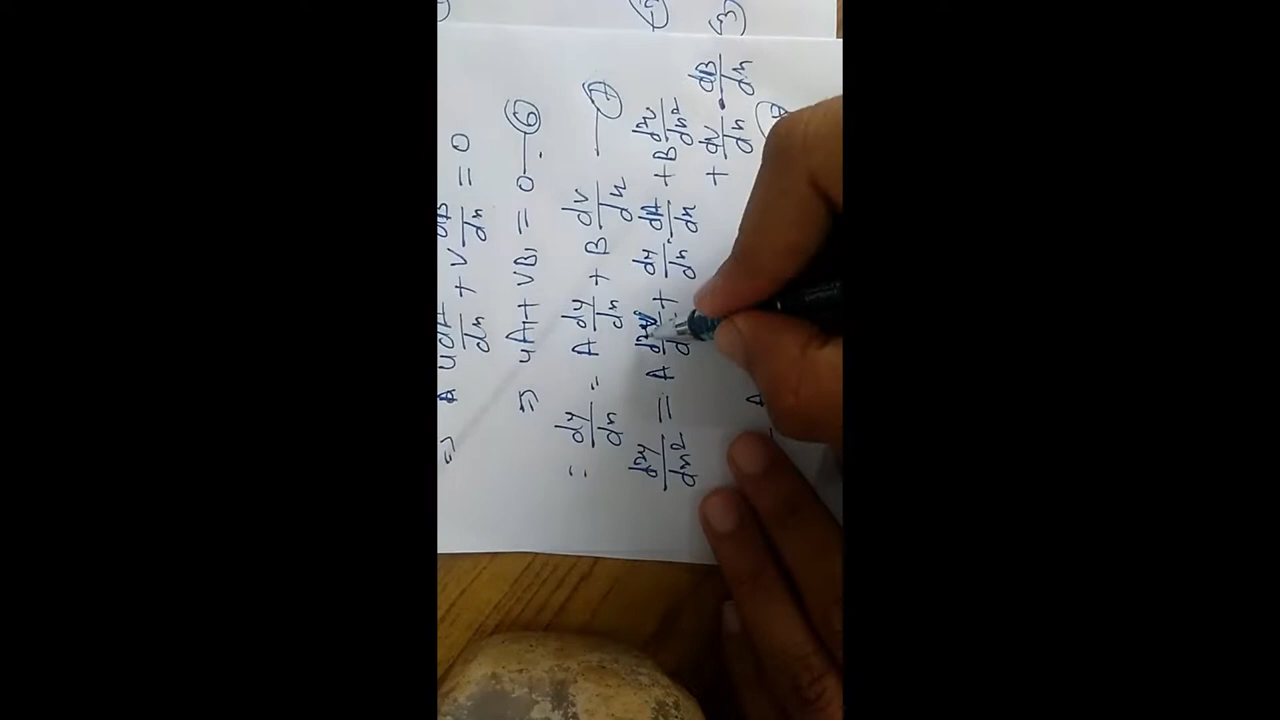 ⇒ u dA/dx + v dB/dx = 0
⇒ uA₁ + vB₁ = 0 — ⑥
= dy/dx = A dy/dx + B dv/dx — ⑦
d²y/dx² = A d²u/dx² + du/dx · dA/dx + B d²v/dx²
+ dv/dx · dB/dx
A